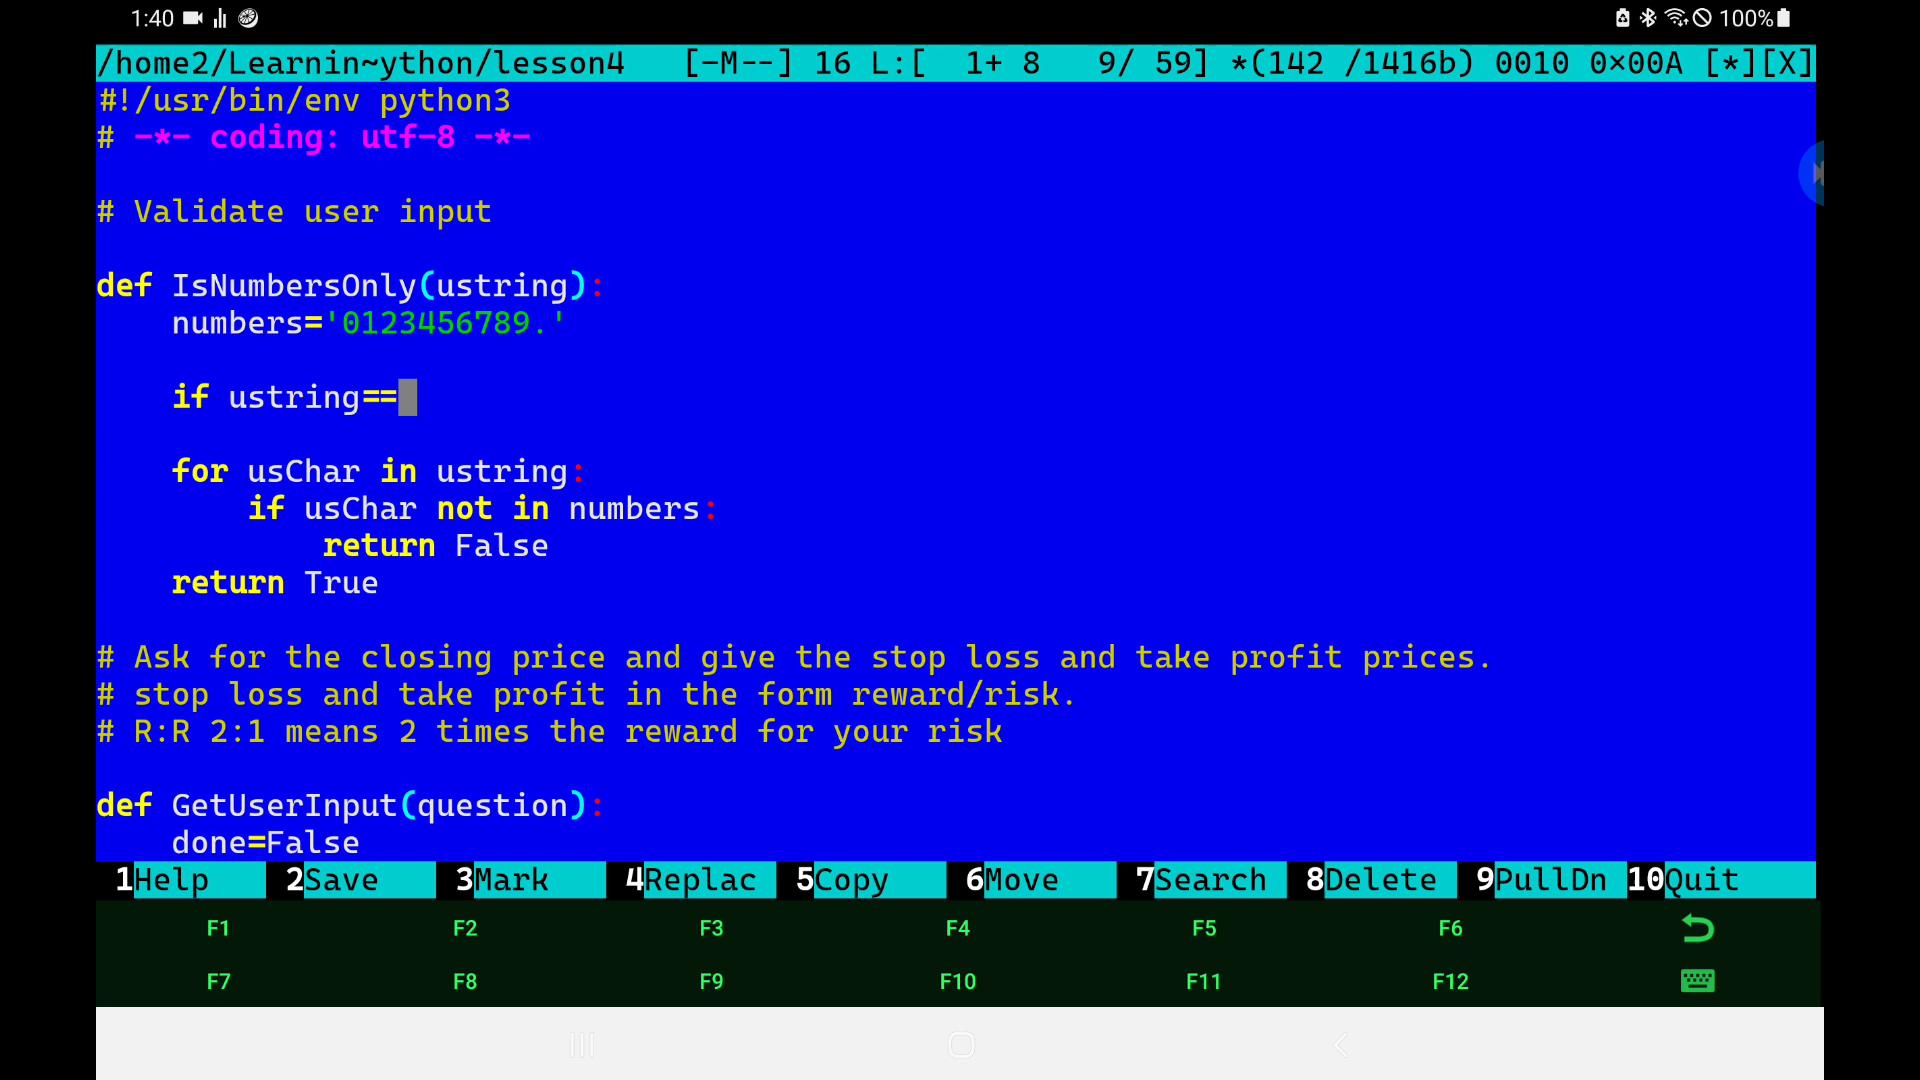 1:40 100%
/home2/Learnin~ython/lesson4 [-M--] 16 L:[ 1+ 8 9/ 59] *(142 /1416b) 0010 0x00A [*][X]
#!/usr/bin/env python3
# -*- coding: utf-8 -*-
# Validate user input
def IsNumbersOnly(ustring):
numbers='0123456789.'
if ustring==
for usChar in ustring:
if usChar not in numbers:
return False
return True
# Ask for the closing price and give the stop loss and take profit prices.
# stop loss and take profit in the form reward/risk.
# R:R 2:1 means 2 times the reward for your risk
def GetUserInput(question):
done=False
1Help 2Save 3Mark 4Replac 5Copy 6Move 7Search 8Delete 9PullDn 10Quit
F1 F2 F3 F4 F5 F6
F7 F8 F9 F10 F11 F12